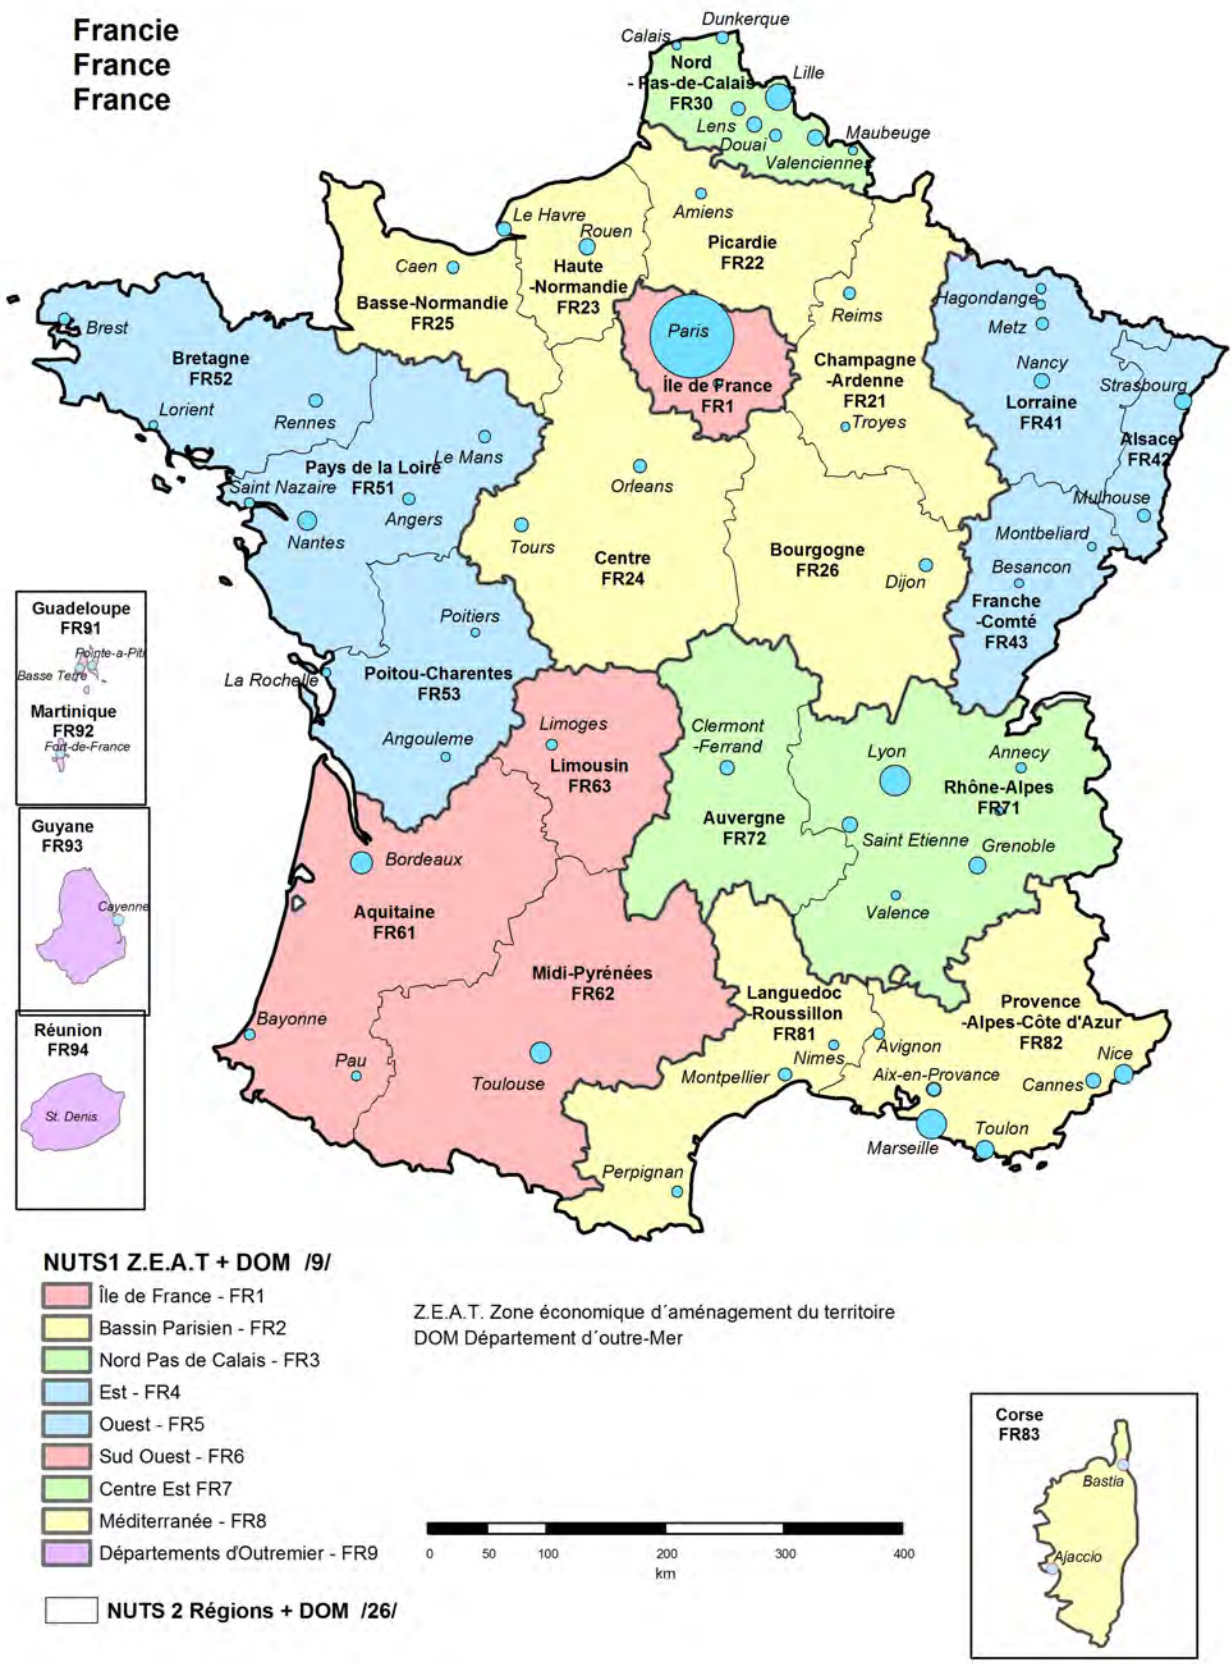 Francie
France
France
Dunkerque
Calais
Nord
- Pas-de-Calais
FR30
Lille
Lens
Douai
Maubeuge
Valenciennes
Amiens
Picardie
FR22
Le Havre
Rouen
Haute
-Normandie
FR23
Caen
Basse-Normandie
FR25
Paris
Île de France
FR1
Reims
Champagne
-Ardenne
FR21
Troyes
Hagondange
Metz
Nancy
Lorraine
FR41
Strasbourg
Alsace
FR42
Mulhouse
Brest
Bretagne
FR52
Lorient
Rennes
Le Mans
Pays de la Loire
FR51
Saint Nazaire
Angers
Nantes
Orleans
Tours
Centre
FR24
Bourgogne
FR26
Dijon
Montbeliard
Besancon
Franche
-Comté
FR43
Poitiers
La Rochelle
Poitou-Charentes
FR53
Angouleme
Limoges
Limousin
FR63
Clermont
-Ferrand
Auvergne
FR72
Lyon
Annecy
Rhône-Alpes
FR71
Saint Etienne
Grenoble
Valence
Bordeaux
Aquitaine
FR61
Midi-Pyrénées
FR62
Bayonne
Pau
Toulouse
Languedoc
-Roussillon
FR81
Nimes
Montpellier
Perpignan
Provence
-Alpes-Côte d'Azur
FR82
Avignon
Aix-en-Provance
Nice
Cannes
Marseille
Toulon
Guadeloupe
FR91
Pointe-a-Pit
Basse Terre
Martinique
FR92
Fort-de-France
Guyane
FR93
Cayenne
Réunion
FR94
St. Denis
NUTS1 Z.E.A.T + DOM /9/
Île de France - FR1
Bassin Parisien - FR2
Nord Pas de Calais - FR3
Est - FR4
Ouest - FR5
Sud Ouest - FR6
Centre Est FR7
Méditerranée - FR8
Départements d'Outremier - FR9
NUTS 2 Régions + DOM /26/
Z.E.A.T. Zone économique d´aménagement du territoire
DOM Département d´outre-Mer
0 50 100 200 300 400
km
Corse
FR83
Bastia
Ajaccio